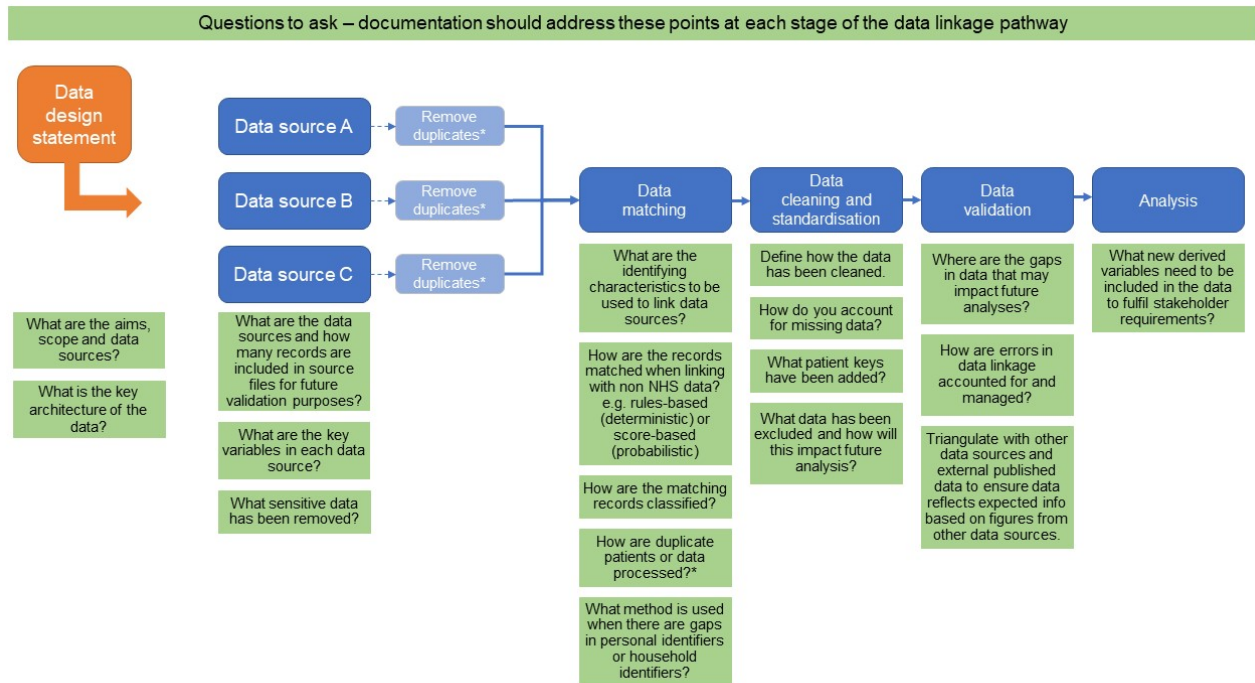 Questions to ask – documentation should address these points at each stage of the data linkage pathway
Data
design
statement
Data source A
Remove
duplicates*
Data source B
Remove
duplicates*
Data source C
Remove
duplicates*
Data
matching
Data
cleaning and
standardisation
Data
validation
Analysis
What are the aims,
scope and data
sources?
What is the key
architecture of the
data?
What are the data
sources and how
many records are
included in source
files for future
validation purposes?
What are the key
variables in each data
source?
What sensitive data
has been removed?
What are the
identifying
characteristics to be
used to link data
sources?
How are the records
matched when linking
with non NHS data?
e.g. rules-based
(deterministic) or
score-based
(probabilistic)
How are the matching
records classified?
How are duplicate
patients or data
processed?*
What method is used
when there are gaps
in personal identifiers
or household
identifiers?
Define how the data
has been cleaned.
How do you account
for missing data?
What patient keys
have been added?
What data has been
excluded and how will
this impact future
analysis?
Where are the gaps
in data that may
impact future
analyses?
How are errors in
data linkage
accounted for and
managed?
Triangulate with other
data sources and
external published
data to ensure data
reflects expected info
based on figures from
other data sources.
What new derived
variables need to be
included in the data
to fulfil stakeholder
requirements?